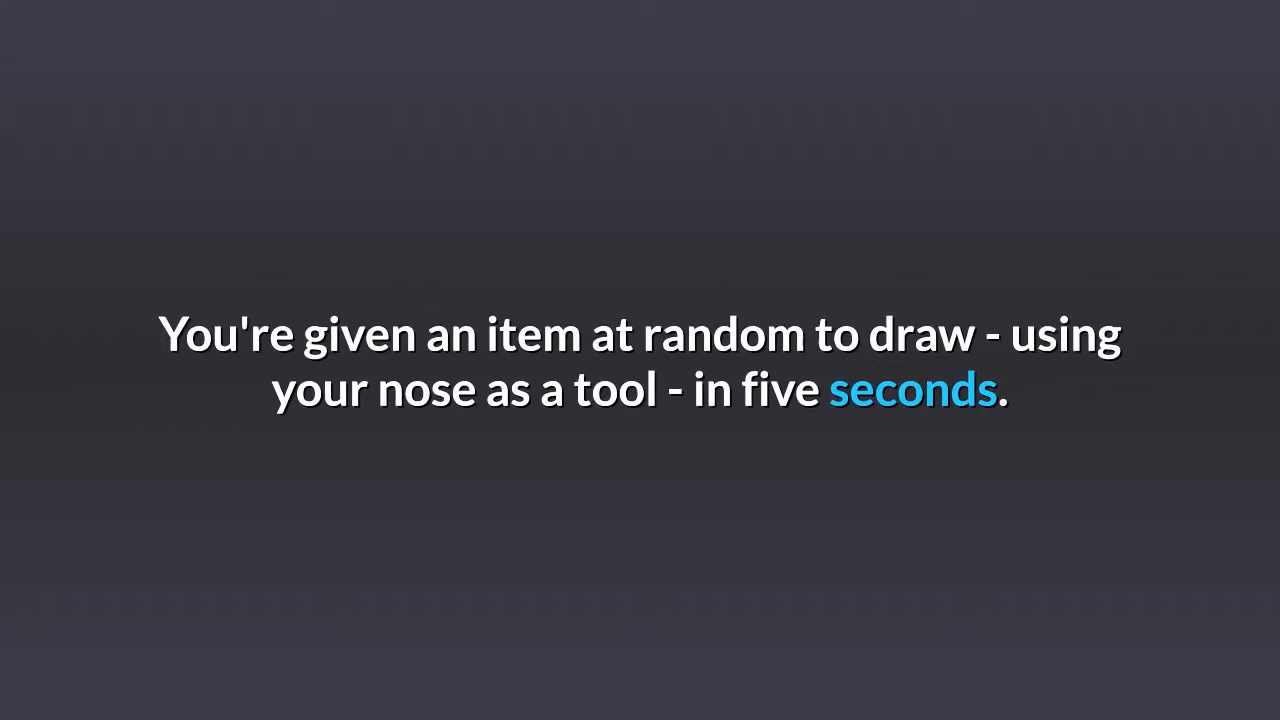 You're given an item at random to draw - using
your nose as a tool - in five seconds.